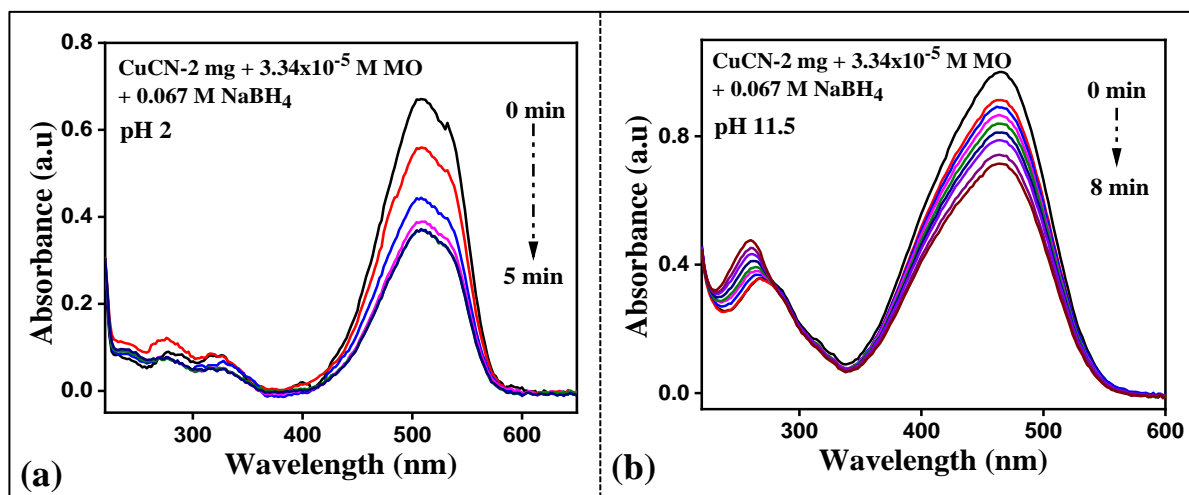 CuCN-2 mg + 3.34x10⁻⁵ M MO
+ 0.067 M NaBH₄
pH 2
0 min
5 min
0.8
0.6
0.4
0.2
0.0
Absorbance (a.u)
300 400 500 600
Wavelength (nm)
(a)
CuCN-2 mg + 3.34x10⁻⁵ M MO
+ 0.067 M NaBH₄
pH 11.5
0 min
8 min
0.8
0.4
0.0
Absorbance (a.u)
300 400 500 600
Wavelength (nm)
(b)